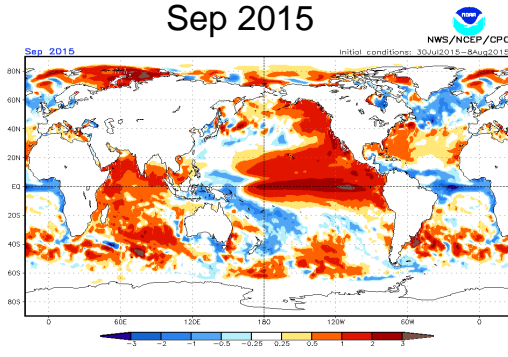 Sep 2015
NOAA
NWS/NCEP/CPC
Sep 2015
Initial conditions: 30Jul2015-8Aug2015
80N
60N
40N
20N
EQ
20S
40S
60S
80S
0 60E 120E 180 120W 60W 0
-3 -2 -1 -0.5 -0.25 0.25 0.5 1 2 3